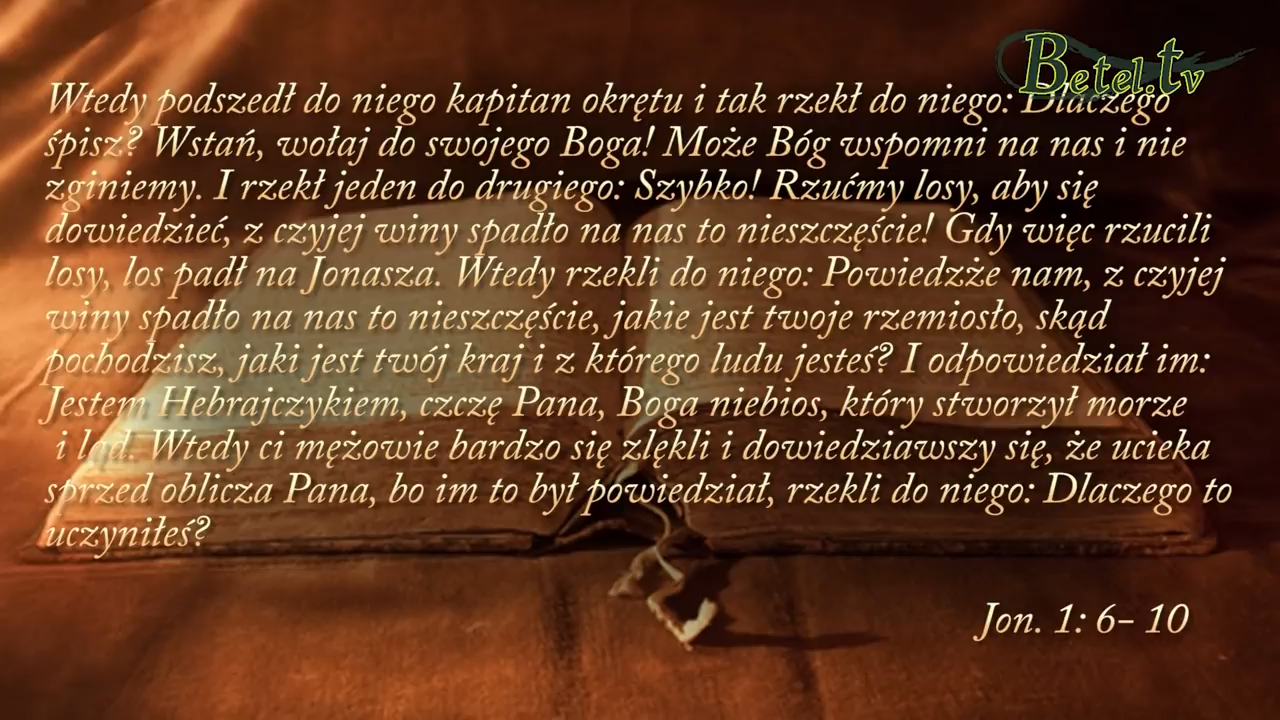 Betel.tv
Wtedy podszedł do niego kapitan okrętu i tak rzekł do niego: Dlaczego
śpisz? Wstań, wołaj do swojego Boga! Może Bóg wspomni na nas i nie
zginiemy. I rzekł jeden do drugiego: Szybko! Rzućmy losy, aby się
dowiedzieć, z czyjej winy spadło na nas to nieszczęście! Gdy więc rzucili
losy, los padł na Jonasza. Wtedy rzekli do niego: Powiedzże nam, z czyjej
winy spadło na nas to nieszczęście, jakie jest twoje rzemiosło, skąd
pochodzisz, jaki jest twój kraj i z którego ludu jesteś? I odpowiedział im:
Jestem Hebrajczykiem, czczę Pana, Boga niebios, który stworzył morze
i ląd. Wtedy ci mężowie bardzo się zlękli i dowiedziawszy się, że ucieka
sprzed oblicza Pana, bo im to był powiedział, rzekli do niego: Dlaczego to
uczyniłeś?
Jon. 1: 6– 10